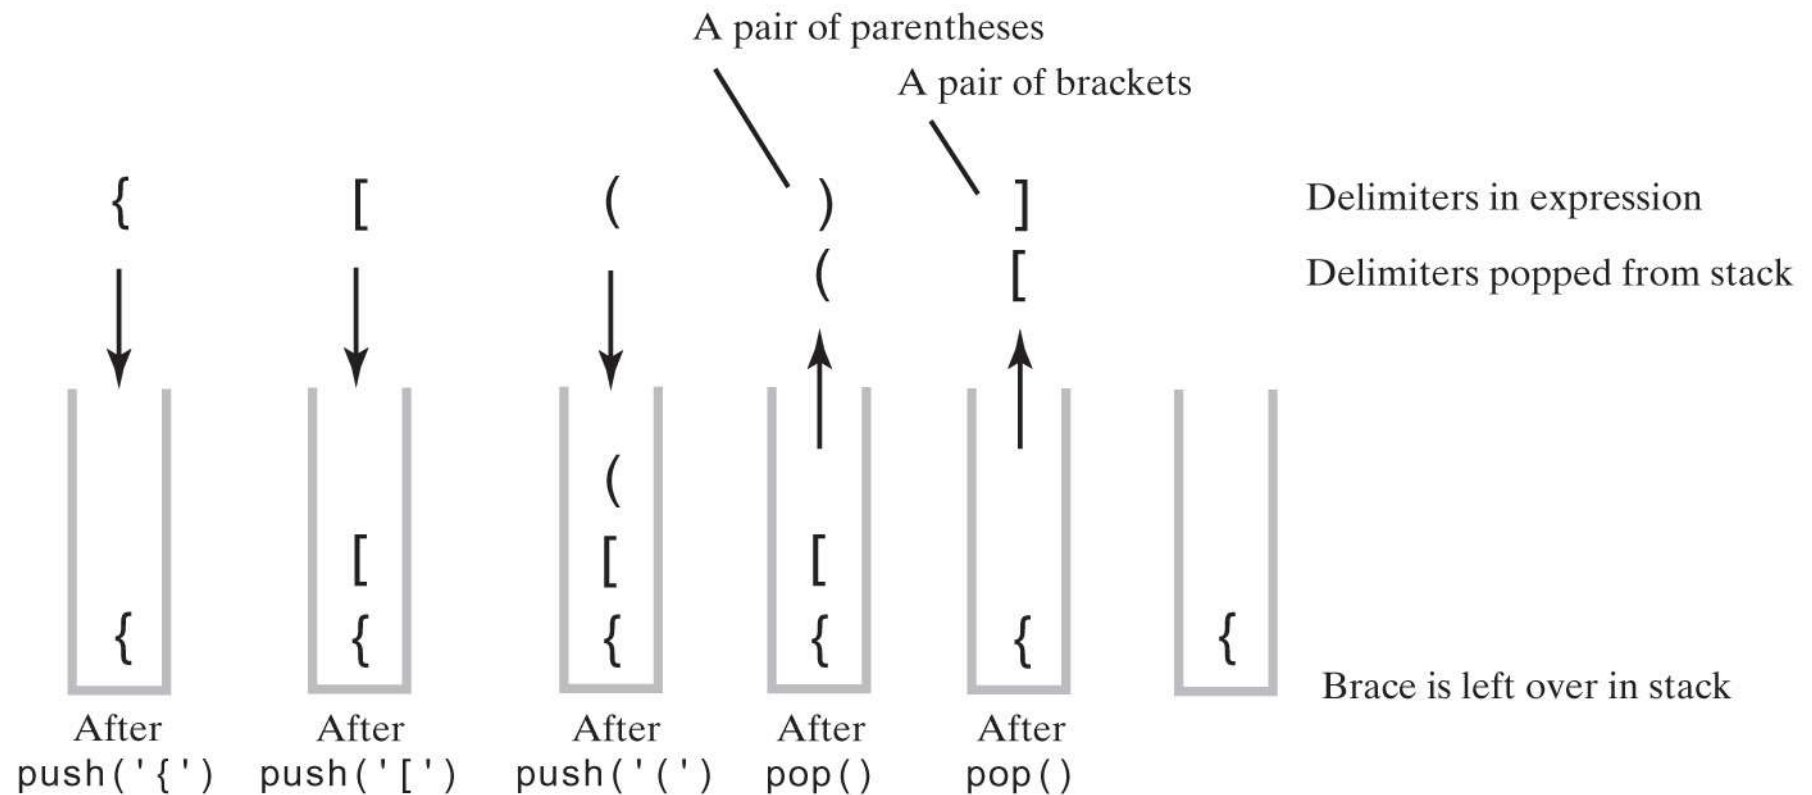 A pair of parentheses
A pair of brackets
{ [ ( ) ] Delimiters in expression
( [ Delimiters popped from stack
(
[ [ [
{ { { { { {
Brace is left over in stack
After After After After After
push('{') push('[') push('(') pop() pop()